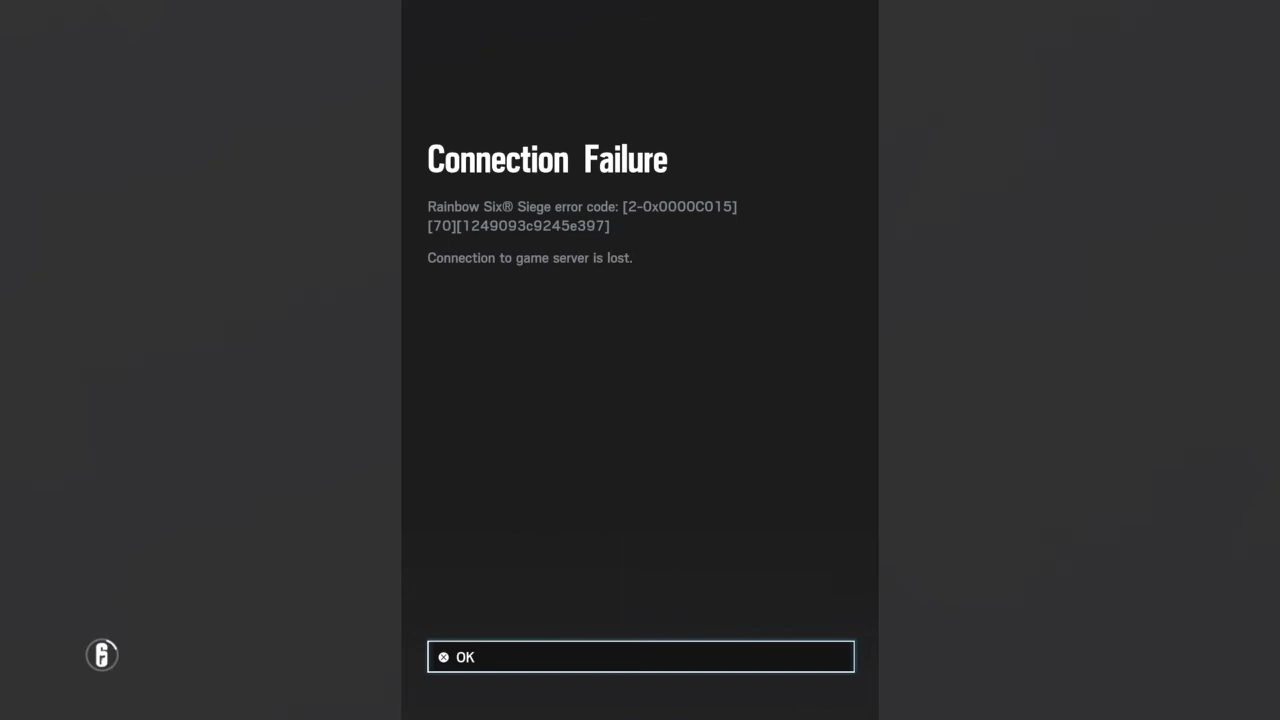 Connection Failure
Rainbow Six® Siege error code: [2-0x0000C015]
[70][1249093c9245e397]
Connection to game server is lost.
OK